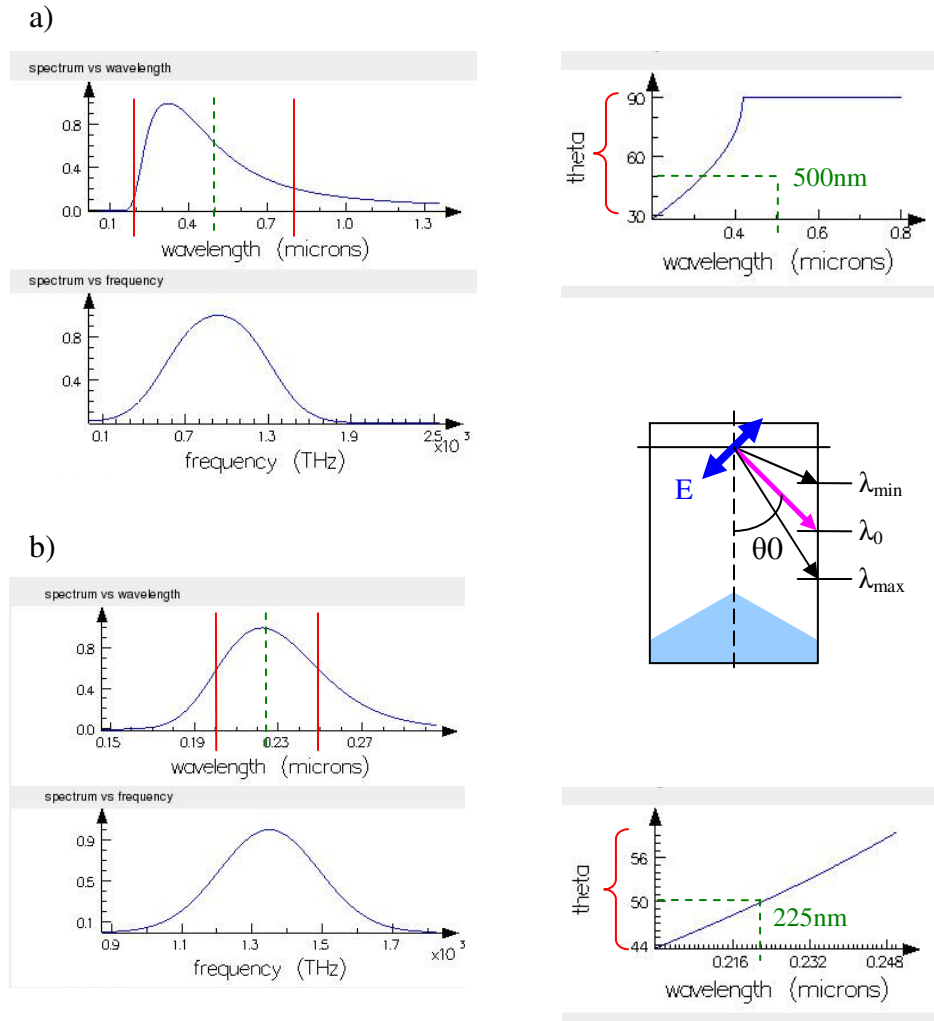 a)
spectrum vs wavelength
0.8
0.4
0.0
0.1 0.4 0.7 1.0 1.3
wavelength (microns)
spectrum vs frequency
0.8
0.4
0.1 0.7 1.3 1.9 2.5
x10 3
frequency (THz)
90
60
30
theta
500nm
0.4 0.6 0.8
wavelength (microns)
E
θ0
λmin
λ0
λmax
b)
spectrum vs wavelength
0.8
0.4
0.0
0.15 0.19 0.23 0.27
wavelength (microns)
spectrum vs frequency
0.9
0.5
0.1
0.9 1.1 1.3 1.5 1.7
x10 3
frequency (THz)
56
50
44
theta
225nm
0.216 0.232 0.248
wavelength (microns)